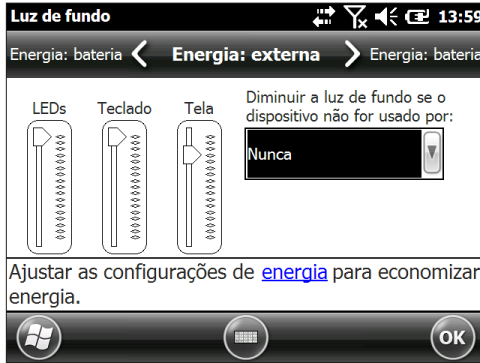 Luz de fundo 13:59
Energia: bateria Energia: externa Energia: bateria
LEDs Teclado Tela
Diminuir a luz de fundo se o
dispositivo não for usado por:
Nunca
Ajustar as configurações de energia para economizar
energia.
OK